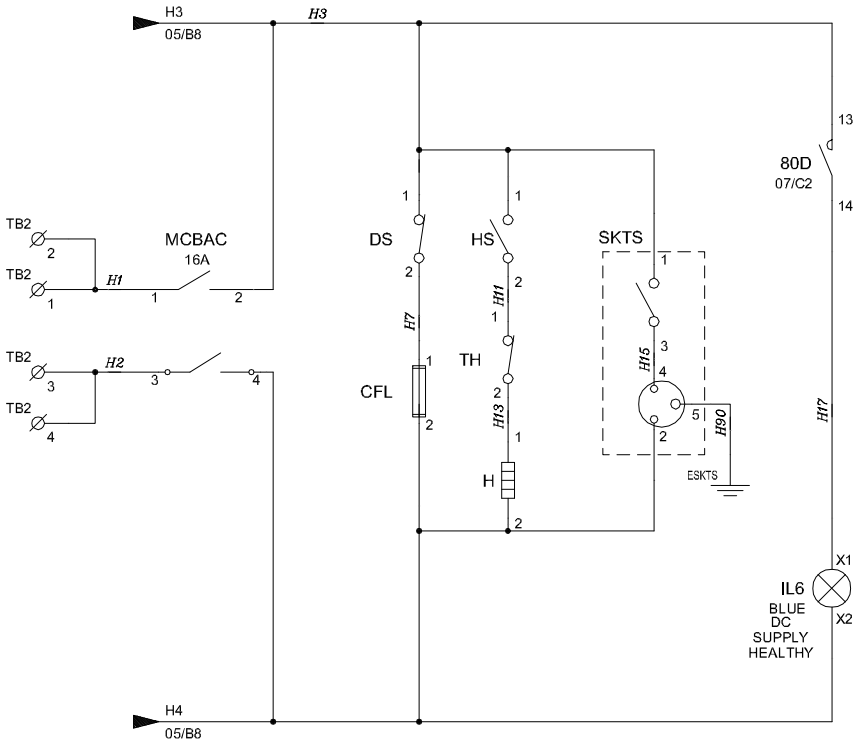 H3
05/B8
H3
13
80D
07/C2
14
1
1
DS
HS
SKTS
2
2
1
TB2
2
MCBAC
16A
TB2
1
H1
1
2
H11
H7
1
TH
2
H13
1
H
2
TB2
3
H2
3
4
TB2
4
1
CFL
2
3
H15
4
5
2
H90
ESKTS
H17
X1
IL6
X2
BLUE
DC
SUPPLY
HEALTHY
H4
05/B8